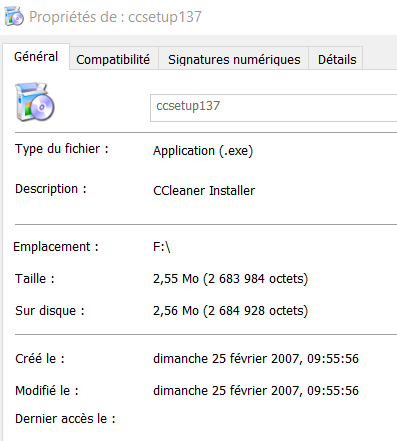 Propriétés de : ccsetup137
Général Compatibilité Signatures numériques Détails
ccsetup137
Type du fichier : Application (.exe)
Description : CCleaner Installer
Emplacement : F:\
Taille : 2,55 Mo (2 683 984 octets)
Sur disque : 2,56 Mo (2 684 928 octets)
Créé le : dimanche 25 février 2007, 09:55:56
Modifié le : dimanche 25 février 2007, 09:55:56
Dernier accès le :